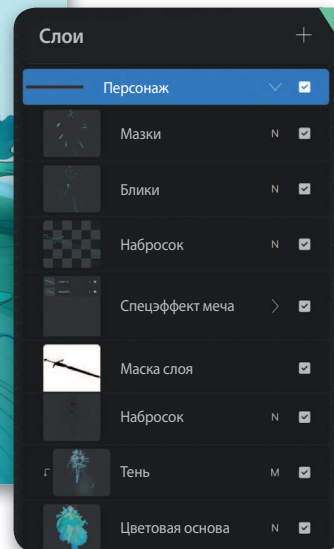 Слои
Персонаж
Мазки N
Блики N
Набросок N
Спецэффект меча
Маска слоя
Набросок N
Тень M
Цветовая основа N